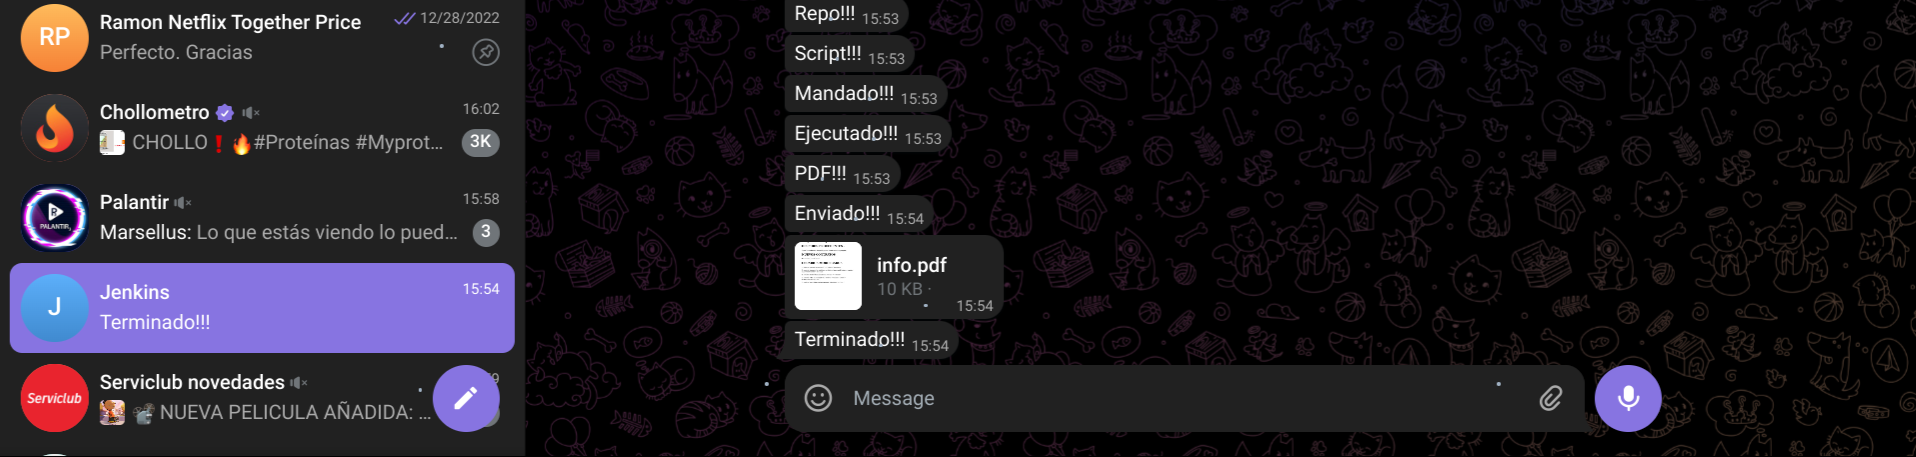 RP
Ramon Netflix Together Price
12/28/2022
Perfecto. Gracias
Chollometro
16:02
CHOLLO❗🔥#Proteínas #Myprot...
3K
PALANTIR
Palantir
15:58
Marsellus: Lo que estás viendo lo pued...
3
J
Jenkins
15:54
Terminado!!!
Serviclub
Serviclub novedades
NUEVA PELICULA AÑADIDA: ...
Repo!!! 15:53
Script!!! 15:53
Mandado!!! 15:53
Ejecutado!!! 15:53
PDF!!! 15:53
Enviado!!! 15:54
info.pdf
10 KB ·
15:54
Terminado!!! 15:54
Message